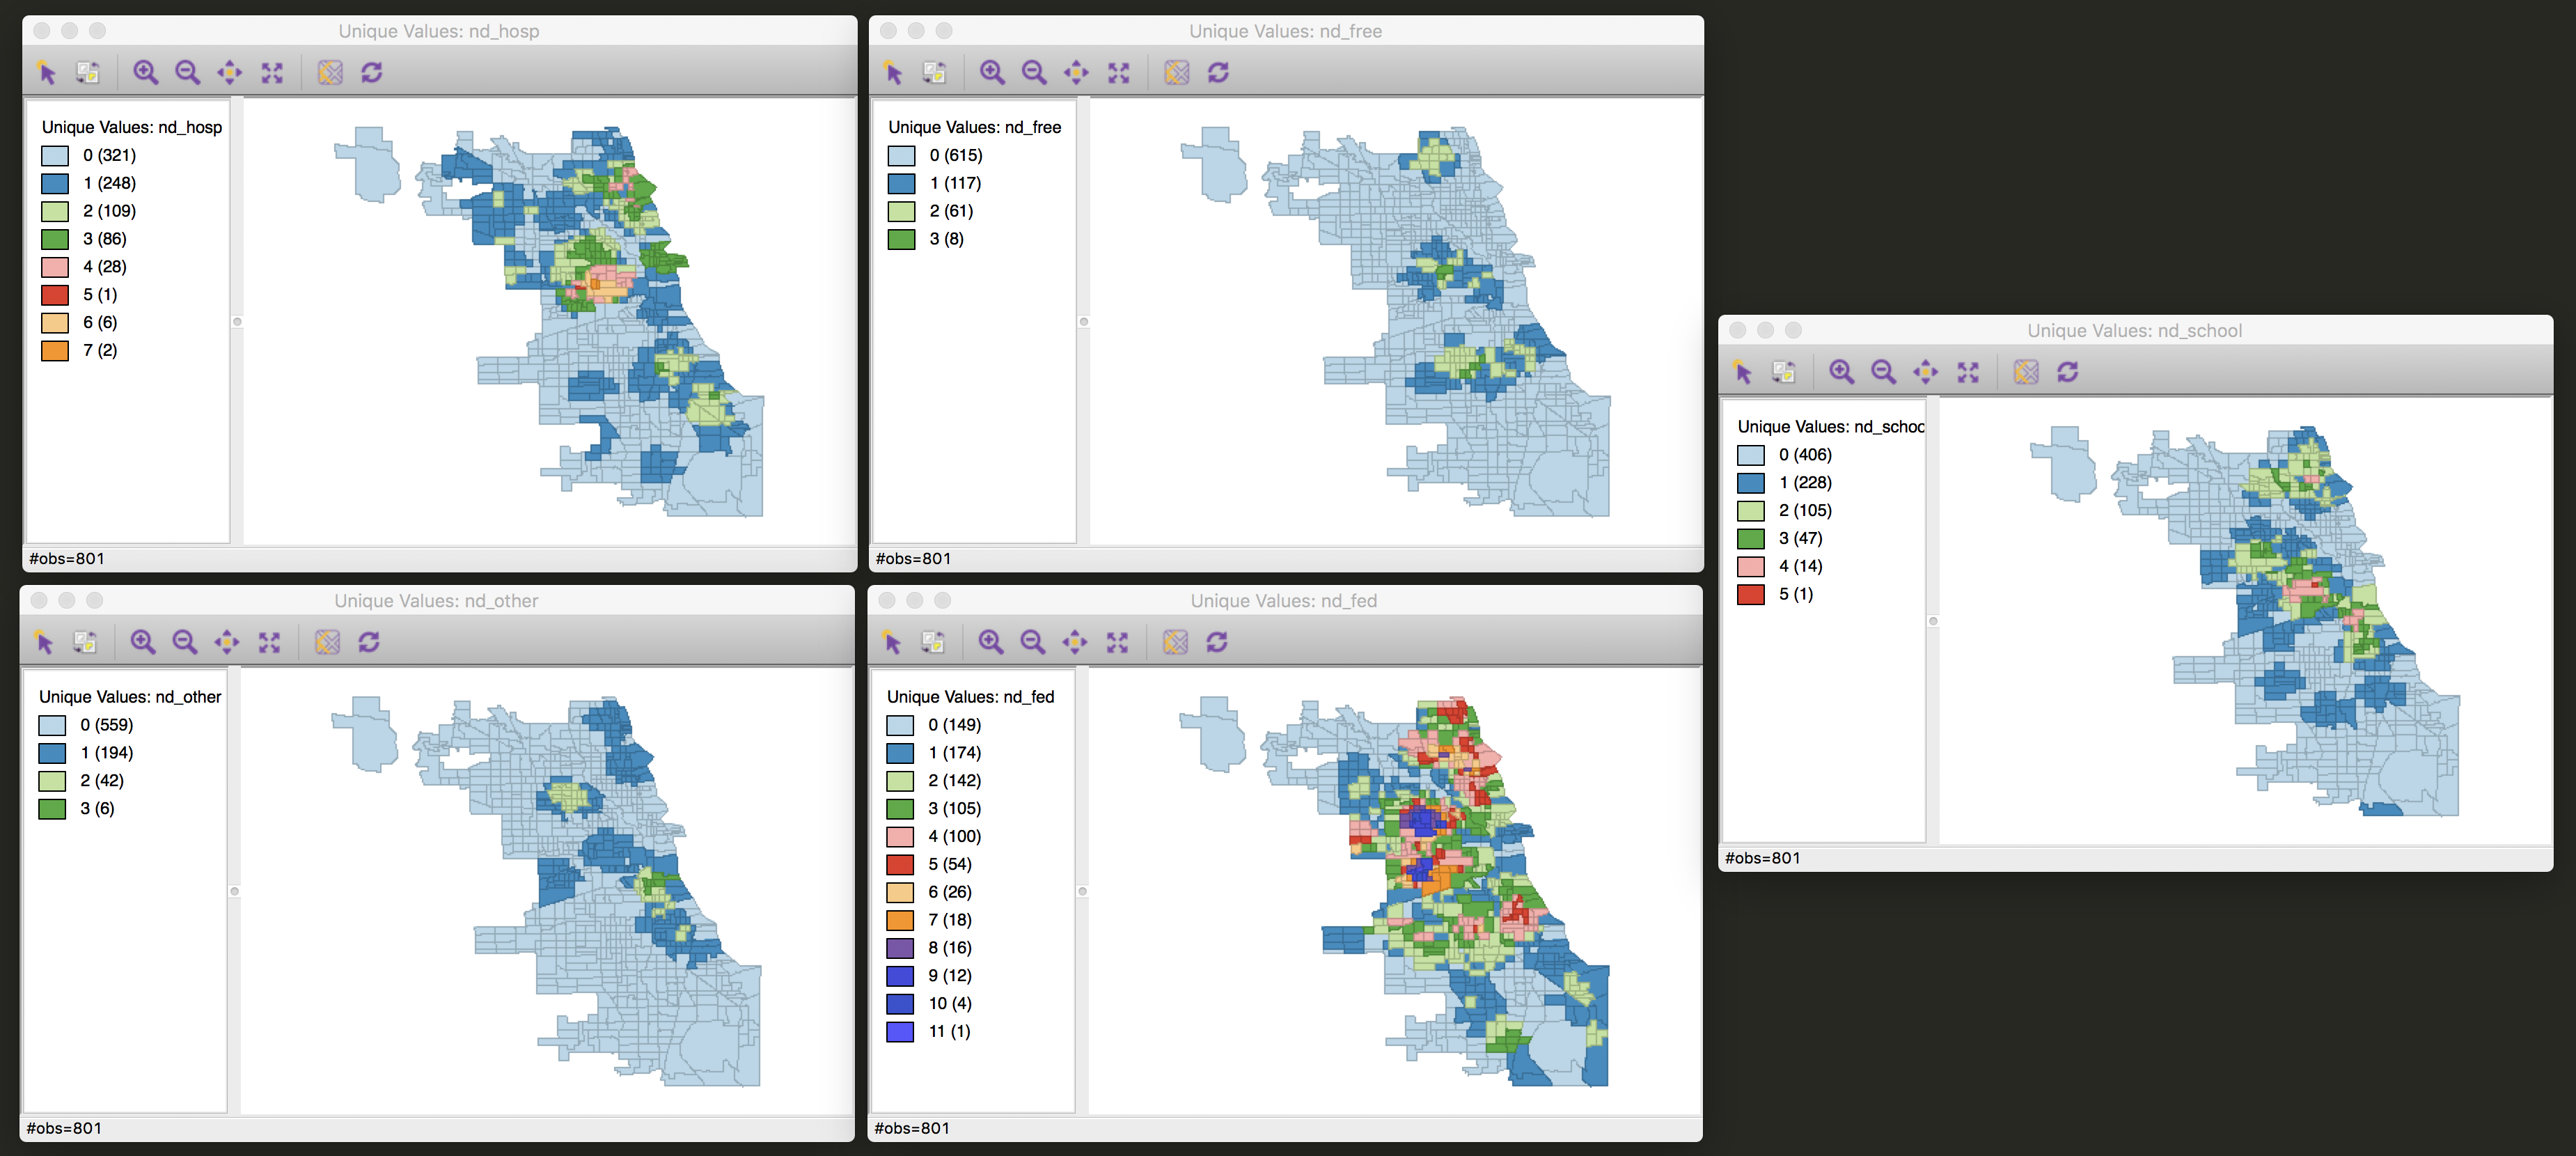 Unique Values: nd_hosp
Unique Values: nd_hosp
0 (321)
1 (248)
2 (109)
3 (86)
4 (28)
5 (1)
6 (6)
7 (2)
#obs=801
Unique Values: nd_free
Unique Values: nd_free
0 (615)
1 (117)
2 (61)
3 (8)
#obs=801
Unique Values: nd_other
Unique Values: nd_other
0 (559)
1 (194)
2 (42)
3 (6)
#obs=801
Unique Values: nd_fed
Unique Values: nd_fed
0 (149)
1 (174)
2 (142)
3 (105)
4 (100)
5 (54)
6 (26)
7 (18)
8 (16)
9 (12)
10 (4)
11 (1)
#obs=801
Unique Values: nd_school
Unique Values: nd_schoo
0 (406)
1 (228)
2 (105)
3 (47)
4 (14)
5 (1)
#obs=801